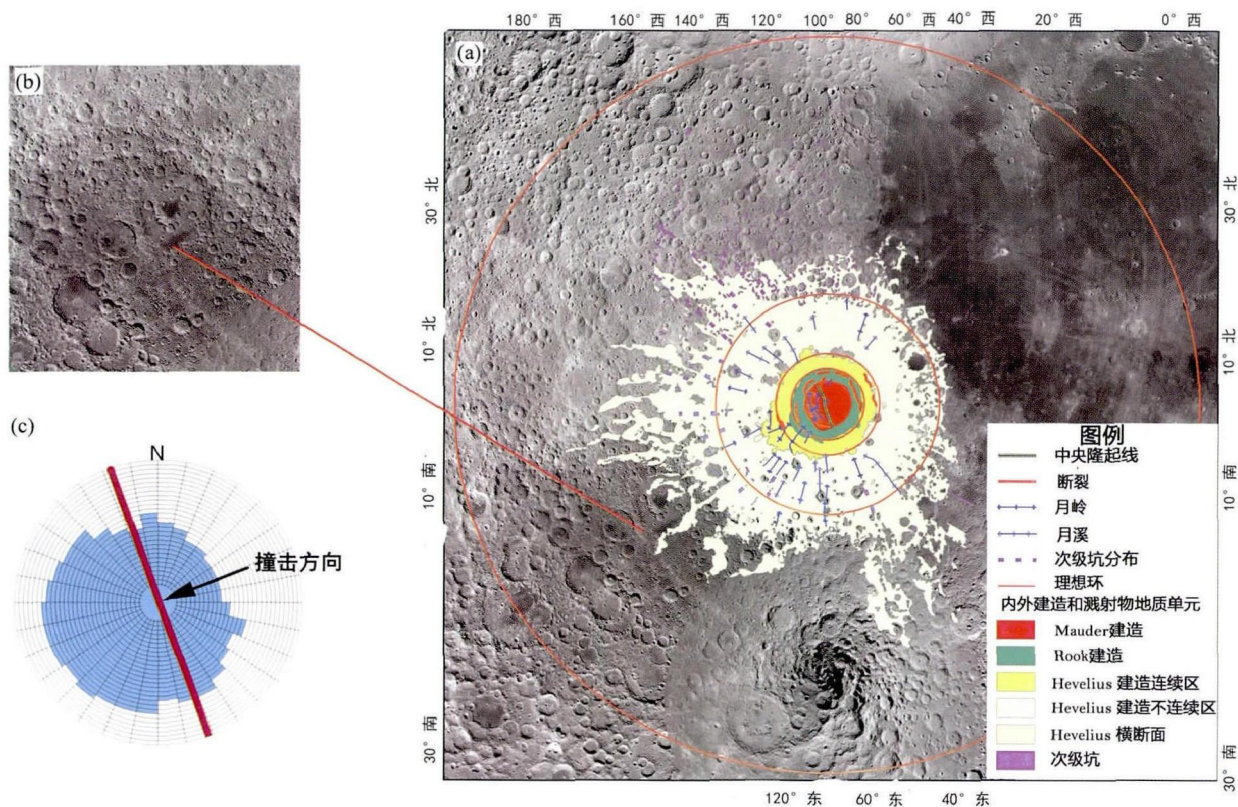 180° 西
160° 西
140° 西
120°
100°
80°
60° 西
40° 西
20° 西
0° 西
(a)
(b)
30° 北
30° 北
10° 北
10° 北
(c)
N
撞击方向
10° 南
10° 南
30° 南
30° 南
图例
中央隆起线
断裂
月岭
月溪
次级坑分布
理想环
内外建造和溅射物地质单元
Mauder建造
Rook建造
Hevelius 建造连续区
Hevelius 建造不连续区
Hevelius 横断面
次级坑
120° 东
60° 东
40° 东